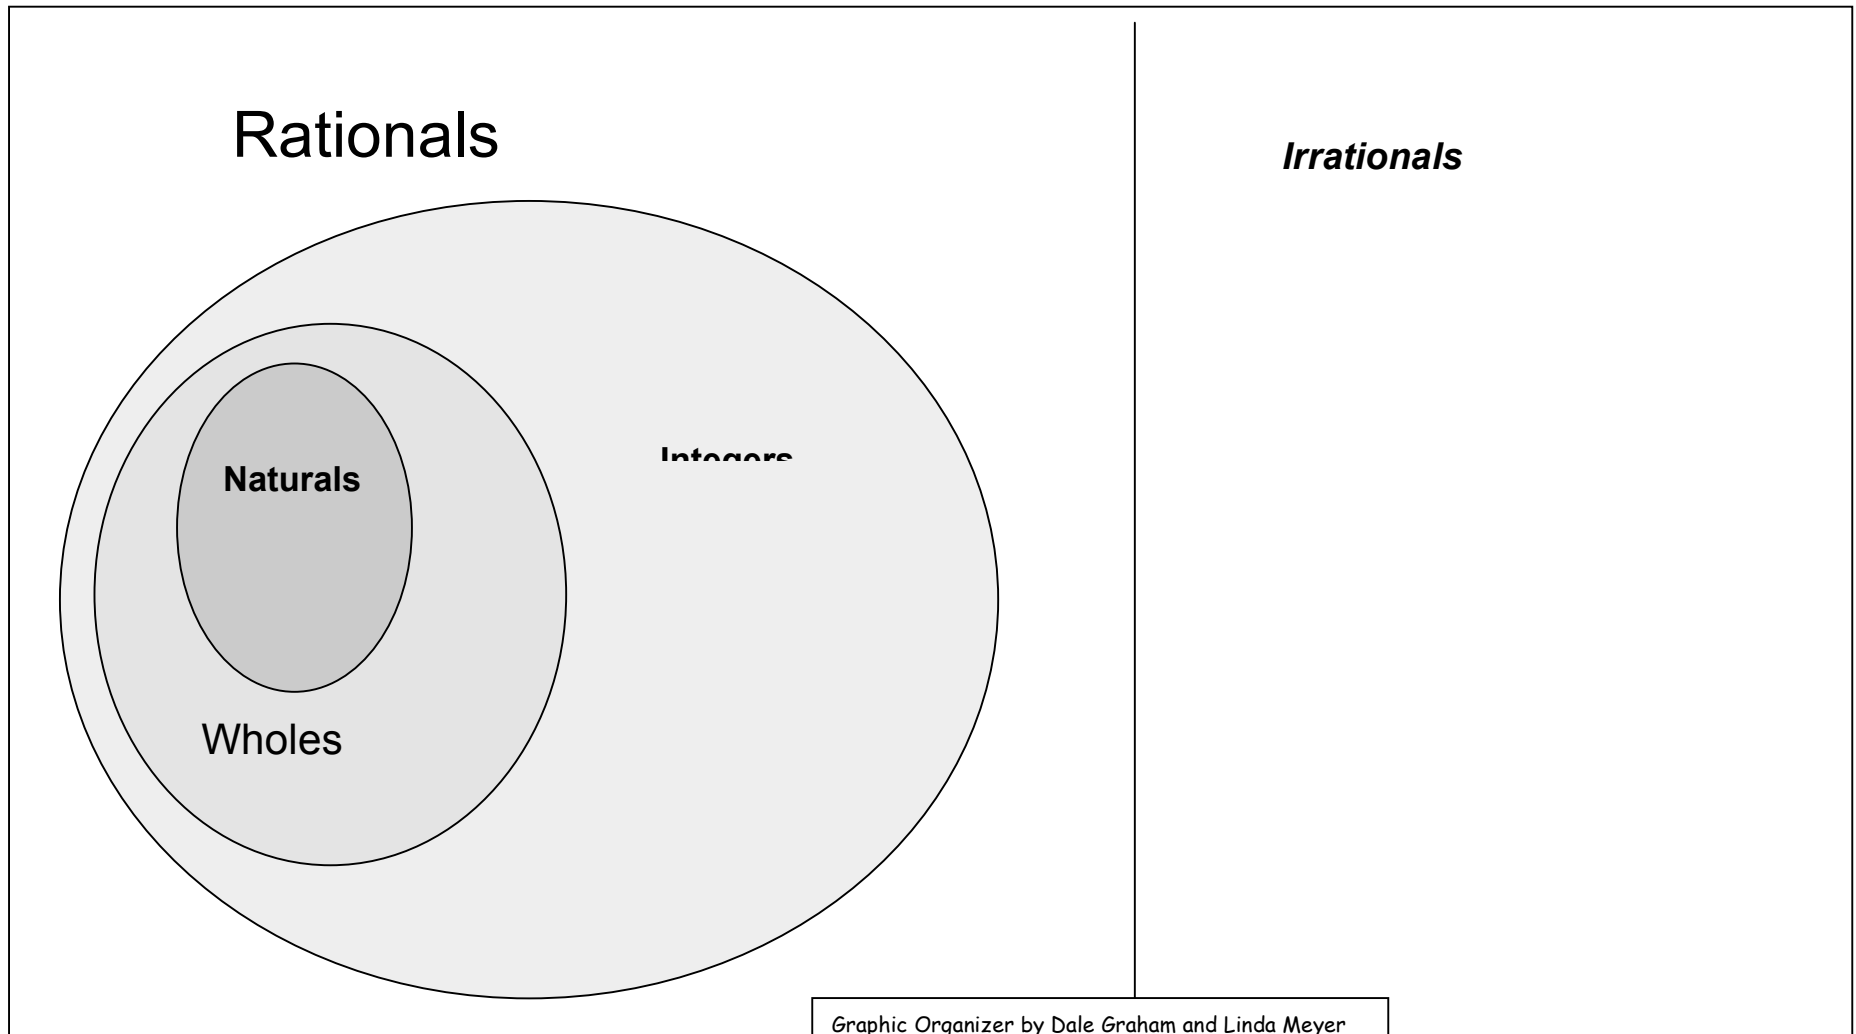 Rationals
Irrationals
Integers
Naturals
Wholes
Graphic Organizer by Dale Graham and Linda Meyer